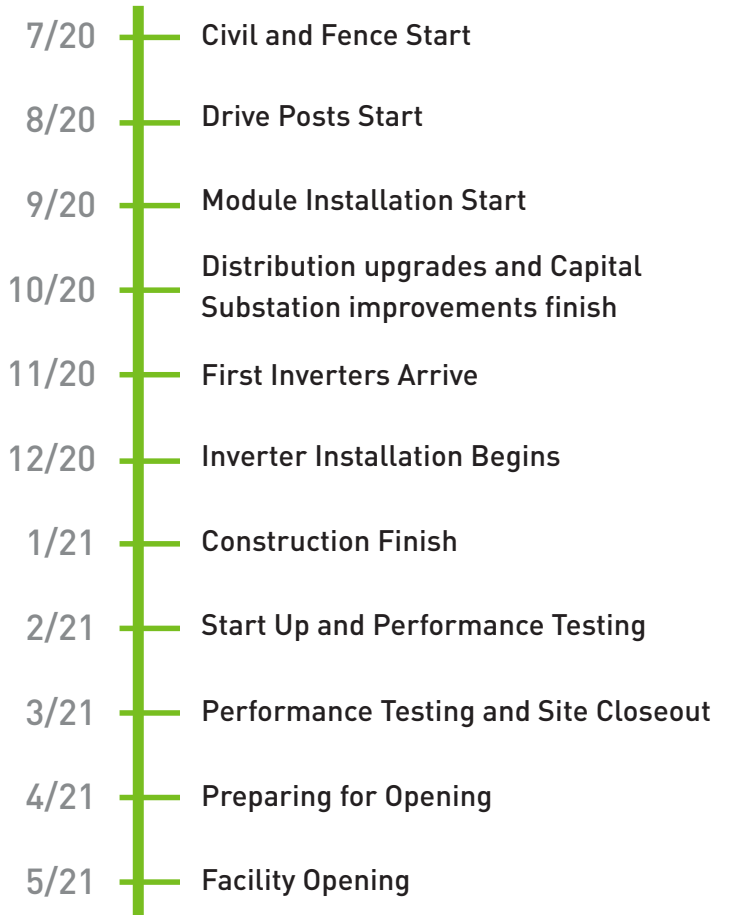 7/20 Civil and Fence Start
8/20 Drive Posts Start
9/20 Module Installation Start
10/20 Distribution upgrades and Capital
Substation improvements finish
11/20 First Inverters Arrive
12/20 Inverter Installation Begins
1/21 Construction Finish
2/21 Start Up and Performance Testing
3/21 Performance Testing and Site Closeout
4/21 Preparing for Opening
5/21 Facility Opening